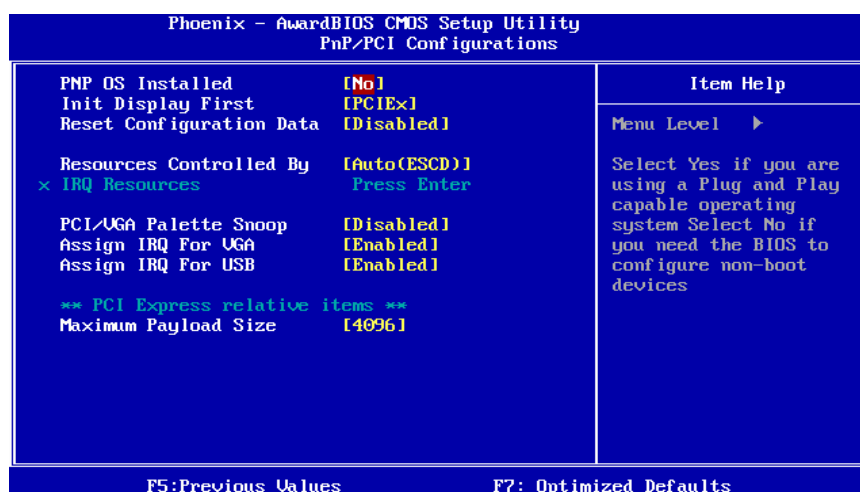 Phoenix - AwardBIOS CMOS Setup Utility
PnP/PCI Configurations
PNP OS Installed [No]
Init Display First [PCIEx]
Reset Configuration Data [Disabled]
Resources Controlled By [Auto(ESCD)]
x IRQ Resources Press Enter
PCI/VGA Palette Snoop [Disabled]
Assign IRQ For VGA [Enabled]
Assign IRQ For USB [Enabled]
** PCI Express relative items **
Maximum Payload Size [4096]
Item Help
Menu Level
Select Yes if you are
using a Plug and Play
capable operating
system Select No if
you need the BIOS to
configure non-boot
devices
F5:Previous Values F7: Optimized Defaults